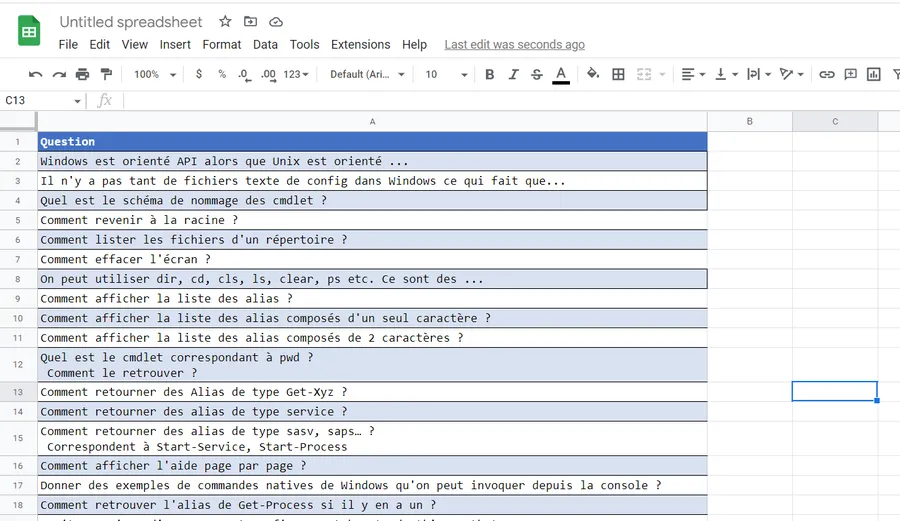 Untitled spreadsheet
File Edit View Insert Format Data Tools Extensions Help Last edit was seconds ago
100% $ % .0 .00 123 Default (Ari... 10 B I S A
C13 fx
A B C
1 Question
2 Windows est orienté API alors que Unix est orienté ...
3 Il n'y a pas tant de fichiers texte de config dans Windows ce qui fait que...
4 Quel est le schéma de nommage des cmdlet ?
5 Comment revenir à la racine ?
6 Comment lister les fichiers d'un répertoire ?
7 Comment effacer l'écran ?
8 On peut utiliser dir, cd, cls, ls, clear, ps etc. Ce sont des ...
9 Comment afficher la liste des alias ?
10 Comment afficher la liste des alias composés d'un seul caractère ?
11 Comment afficher la liste des alias composés de 2 caractères ?
12 Quel est le cmdlet correspondant à pwd ?
Comment le retrouver ?
13 Comment retourner des Alias de type Get-Xyz ?
14 Comment retourner des alias de type service ?
15 Comment retourner des alias de type sasv, saps… ?
Correspondent à Start-Service, Start-Process
16 Comment afficher l'aide page par page ?
17 Donner des exemples de commandes natives de Windows qu'on peut invoquer depuis la console ?
18 Comment retrouver l'alias de Get-Process si il y en a un ?